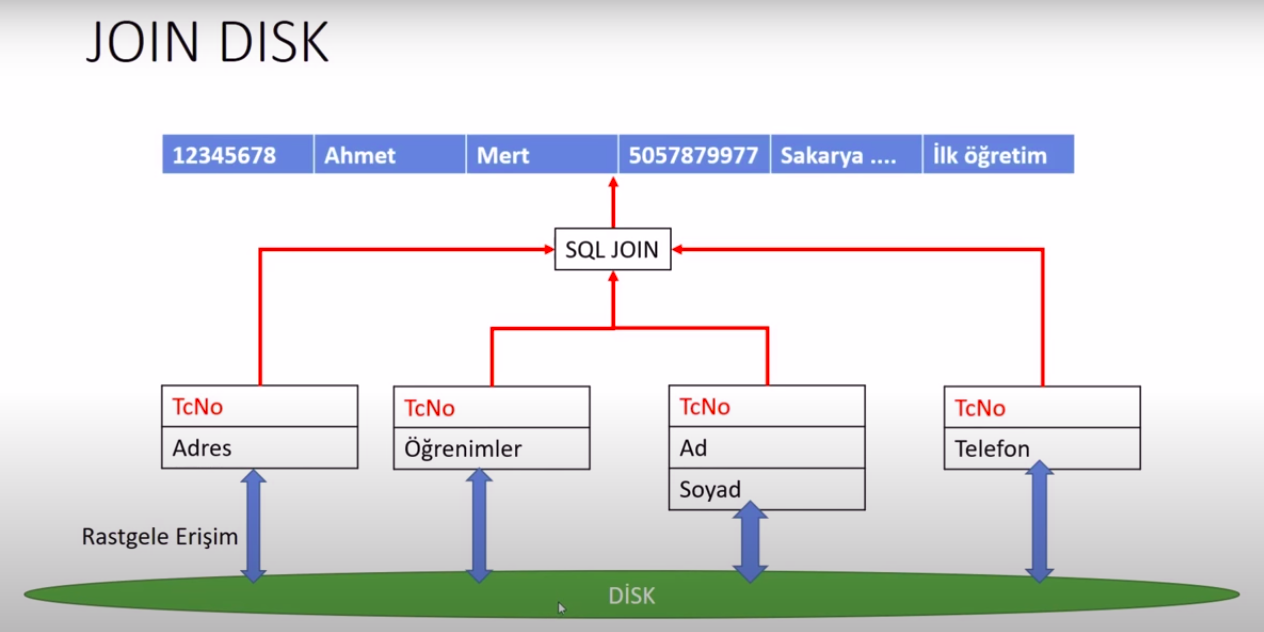 JOIN DISK
12345678 Ahmet Mert 5057879977 Sakarya .... İlk öğretim
SQL JOIN
TcNo
Adres
TcNo
Öğrenimler
TcNo
Ad
Soyad
TcNo
Telefon
Rastgele Erişim
DİSK